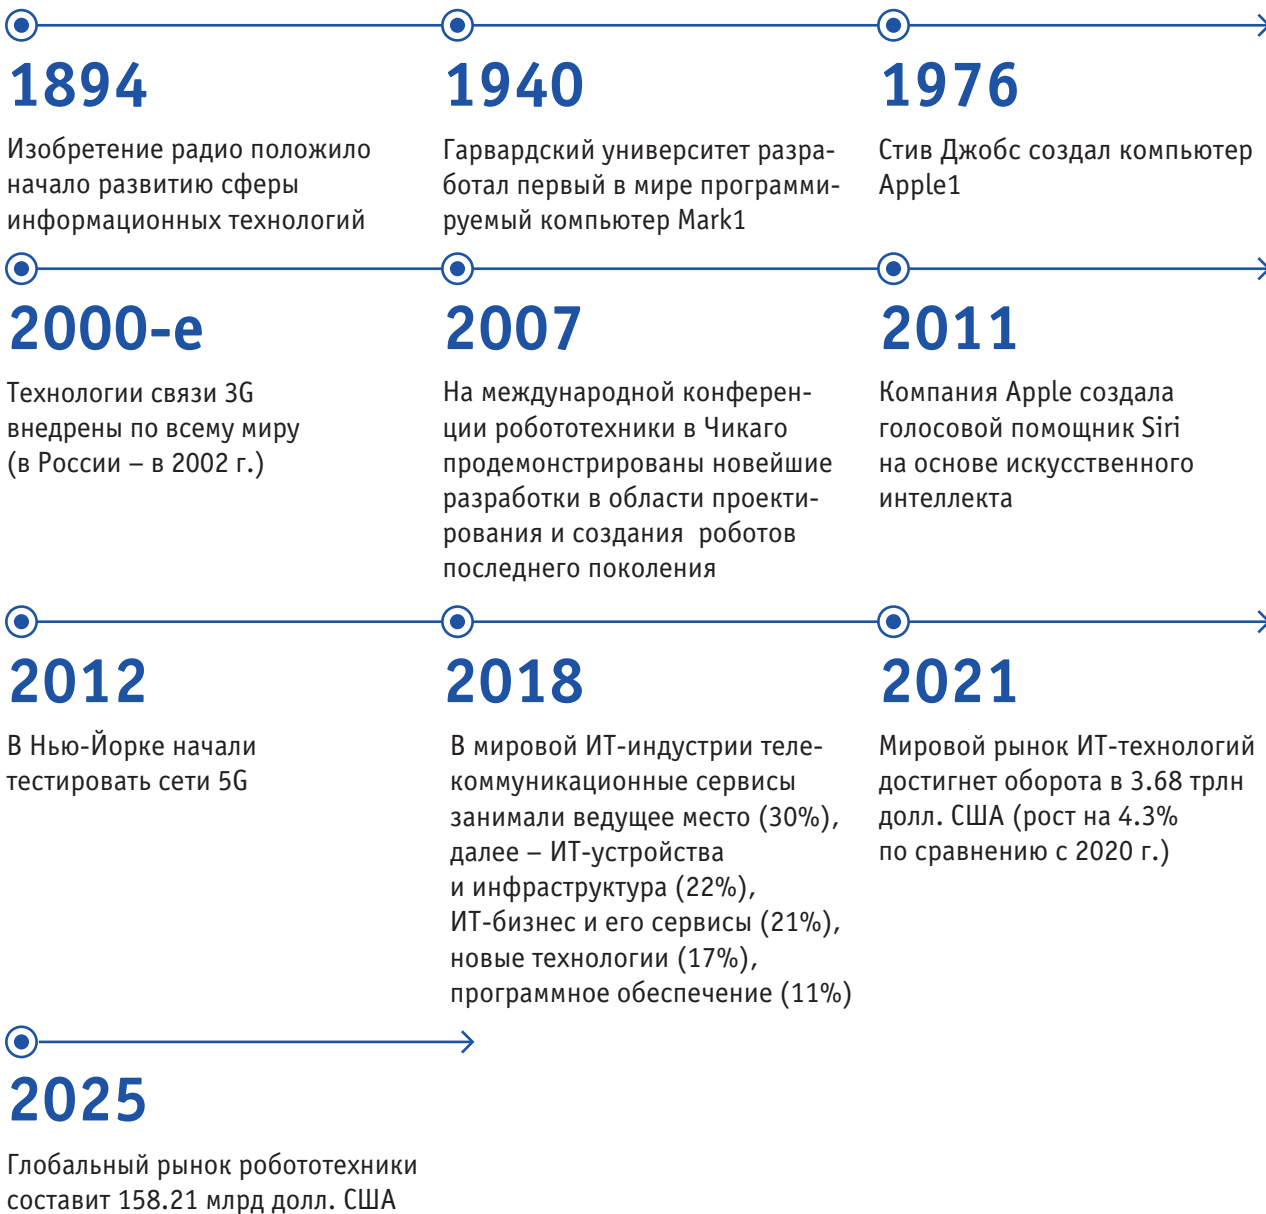 1894
Изобретение радио положило
начало развитию сферы
информационных технологий
1940
Гарвардский университет разра-
ботал первый в мире программи-
руемый компьютер Mark1
1976
Стив Джобс создал компьютер
Apple1
2000-е
Технологии связи 3G
внедрены по всему миру
(в России – в 2002 г.)
2007
На международной конферен-
ции робототехники в Чикаго
продемонстрированы новейшие
разработки в области проекти-
рования и создания  роботов
последнего поколения
2011
Компания Apple создала
голосовой помощник Siri
на основе искусственного
интеллекта
2012
В Нью-Йорке начали
тестировать сети 5G
2018
В мировой ИТ-индустрии теле-
коммуникационные сервисы
занимали ведущее место (30%),
далее – ИТ-устройства
и инфраструктура (22%),
ИТ-бизнес и его сервисы (21%),
новые технологии (17%),
программное обеспечение (11%)
2021
Мировой рынок ИТ-технологий
достигнет оборота в 3.68 трлн
долл. США (рост на 4.3%
по сравнению с 2020 г.)
2025
Глобальный рынок робототехники
составит 158.21 млрд долл. США